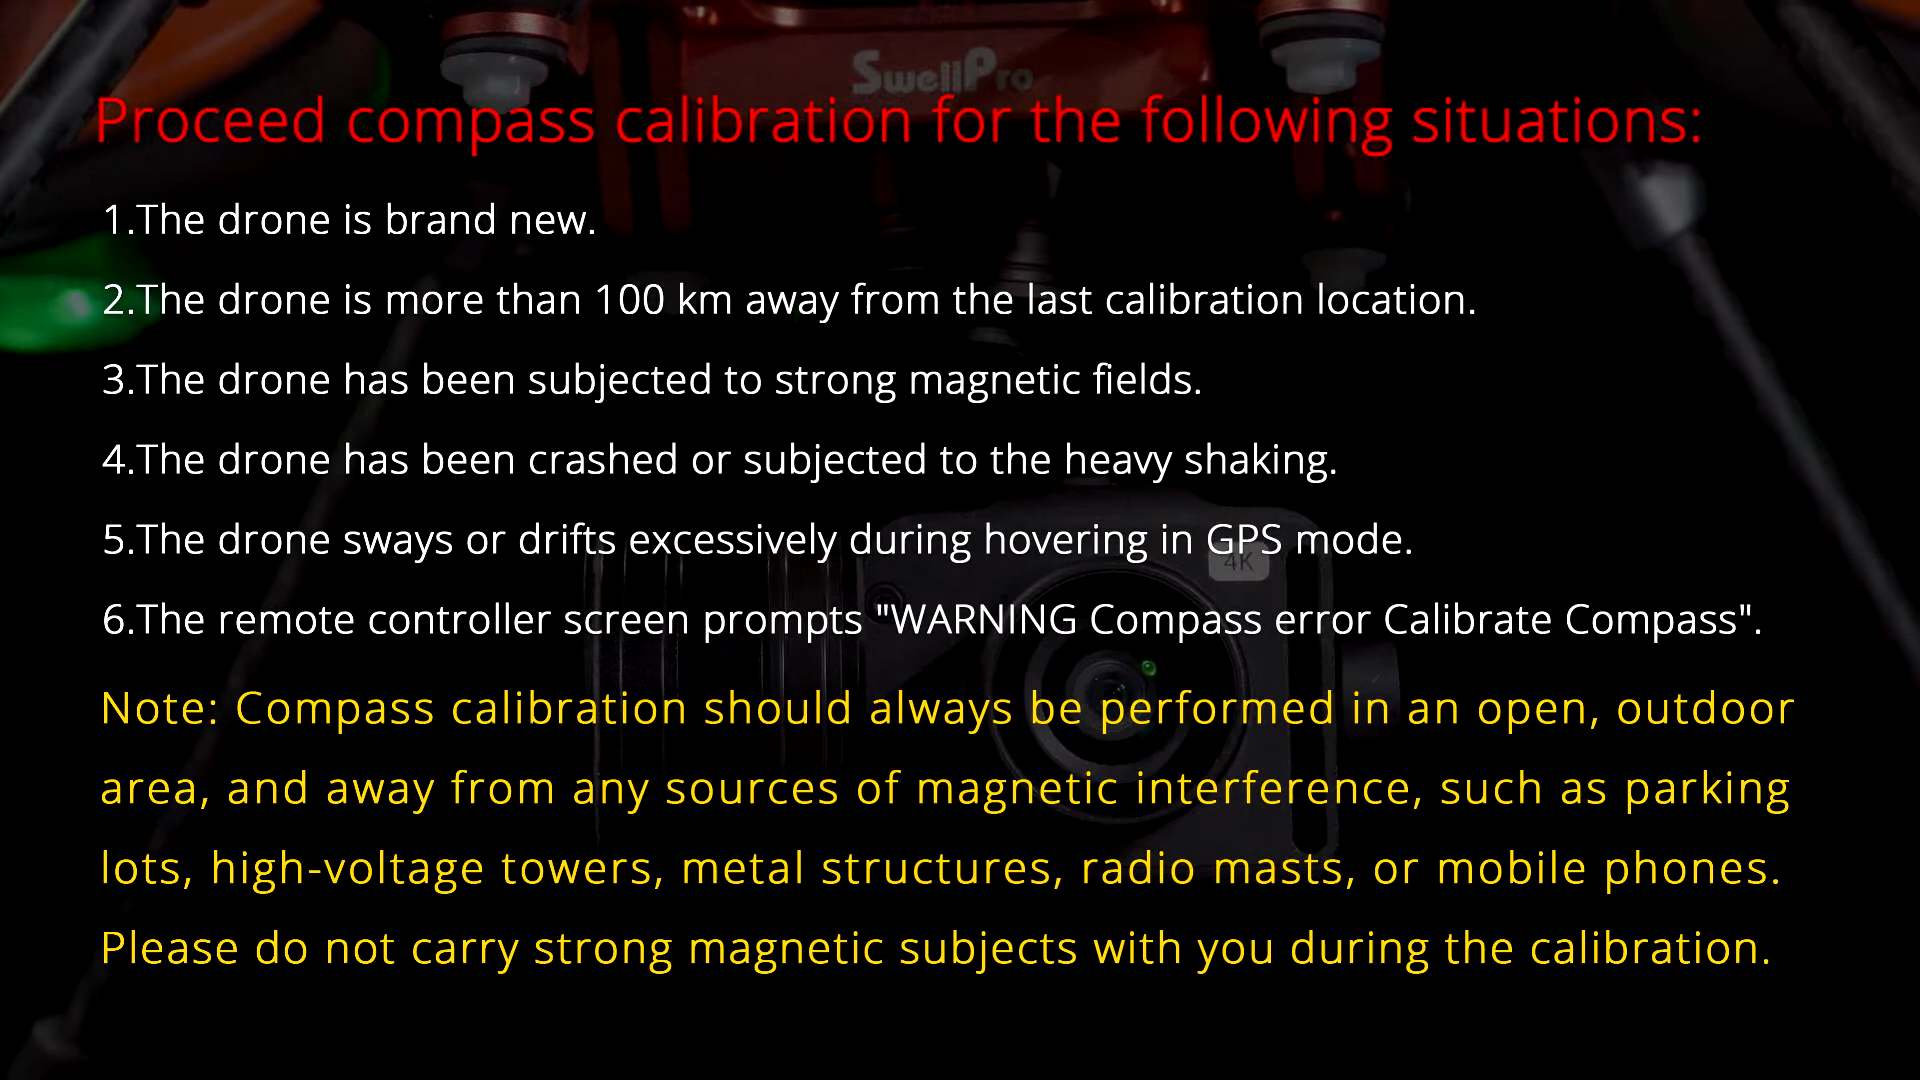 SwellPro
Proceed compass calibration for the following situations:
1.The drone is brand new.
2.The drone is more than 100 km away from the last calibration location.
3.The drone has been subjected to strong magnetic fields.
4.The drone has been crashed or subjected to the heavy shaking.
5.The drone sways or drifts excessively during hovering in GPS mode.
4K
6.The remote controller screen prompts "WARNING Compass error Calibrate Compass".
Note: Compass calibration should always be performed in an open, outdoor
area, and away from any sources of magnetic interference, such as parking
lots, high-voltage towers, metal structures, radio masts, or mobile phones.
Please do not carry strong magnetic subjects with you during the calibration.